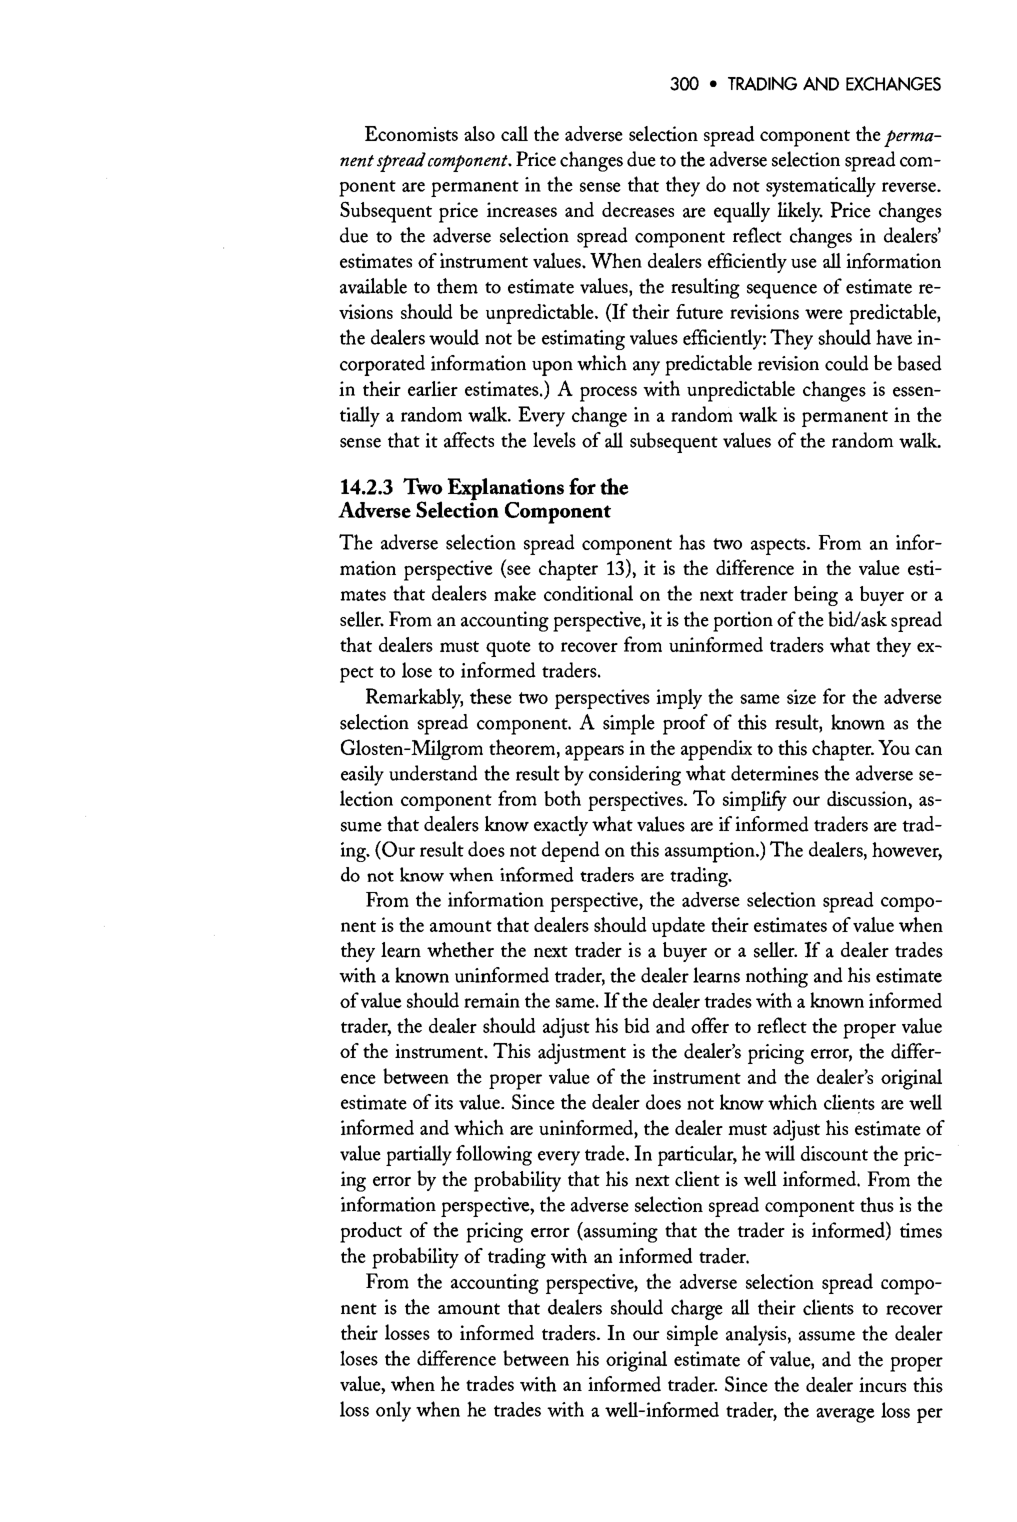 300 • TRADING AND EXCHANGES
Economists also call the adverse selection spread component the perma-
nent spread component. Price changes due to the adverse selection spread com-
ponent are permanent in the sense that they do not systematically reverse.
Subsequent price increases and decreases are equally likely. Price changes
due to the adverse selection spread component reflect changes in dealers'
estimates of instrument values. When dealers efficiently use all information
available to them to estimate values, the resulting sequence of estimate re-
visions should be unpredictable. (If their future revisions were predictable,
the dealers would not be estimating values efficiently: They should have in-
corporated information upon which any predictable revision could be based
in their earlier estimates.) A process with unpredictable changes is essen-
tially a random walk. Every change in a random walk is permanent in the
sense that it affects the levels of all subsequent values of the random walk.
14.2.3 Two Explanations for the
Adverse Selection Component
The adverse selection spread component has two aspects. From an infor-
mation perspective (see chapter 13), it is the difference in the value esti-
mates that dealers make conditional on the next trader being a buyer or a
seller. From an accounting perspective, it is the portion of the bid/ask spread
that dealers must quote to recover from uninformed traders what they ex-
pect to lose to informed traders.
Remarkably, these two perspectives imply the same size for the adverse
selection spread component. A simple proof of this result, known as the
Glosten-Milgrom theorem, appears in the appendix to this chapter. You can
easily understand the result by considering what determines the adverse se-
lection component from both perspectives. To simplify our discussion, as-
sume that dealers know exactly what values are if informed traders are trad-
ing. (Our result does not depend on this assumption.) The dealers, however,
do not know when informed traders are trading.
From the information perspective, the adverse selection spread compo-
nent is the amount that dealers should update their estimates of value when
they learn whether the next trader is a buyer or a seller. If a dealer trades
with a known uninformed trader, the dealer learns nothing and his estimate
of value should remain the same. If the dealer trades with a known informed
trader, the dealer should adjust his bid and offer to reflect the proper value
of the instrument. This adjustment is the dealer's pricing error, the differ-
ence between the proper value of the instrument and the dealer's original
estimate of its value. Since the dealer does not know which clients are well
informed and which are uninformed, the dealer must adjust his estimate of
value partially following every trade. In particular, he will discount the pric-
ing error by the probability that his next client is well informed. From the
information perspective, the adverse selection spread component thus is the
product of the pricing error (assuming that the trader is informed) times
the probability of trading with an informed trader.
From the accounting perspective, the adverse selection spread compo-
nent is the amount that dealers should charge all their clients to recover
their losses to informed traders. In our simple analysis, assume the dealer
loses the difference between his original estimate of value, and the proper
value, when he trades with an informed trader. Since the dealer incurs this
loss only when he trades with a well-informed trader, the average loss per